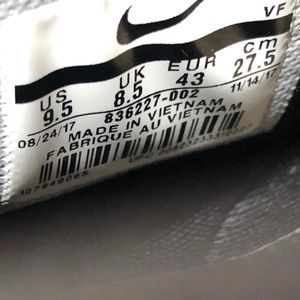 VF
US UK EUR cm
9.5 8.5 43 27.5
08/24/17 836227-002 11/14/17
MADE IN VIETNAM
FABRIQUE AU VIETNAM